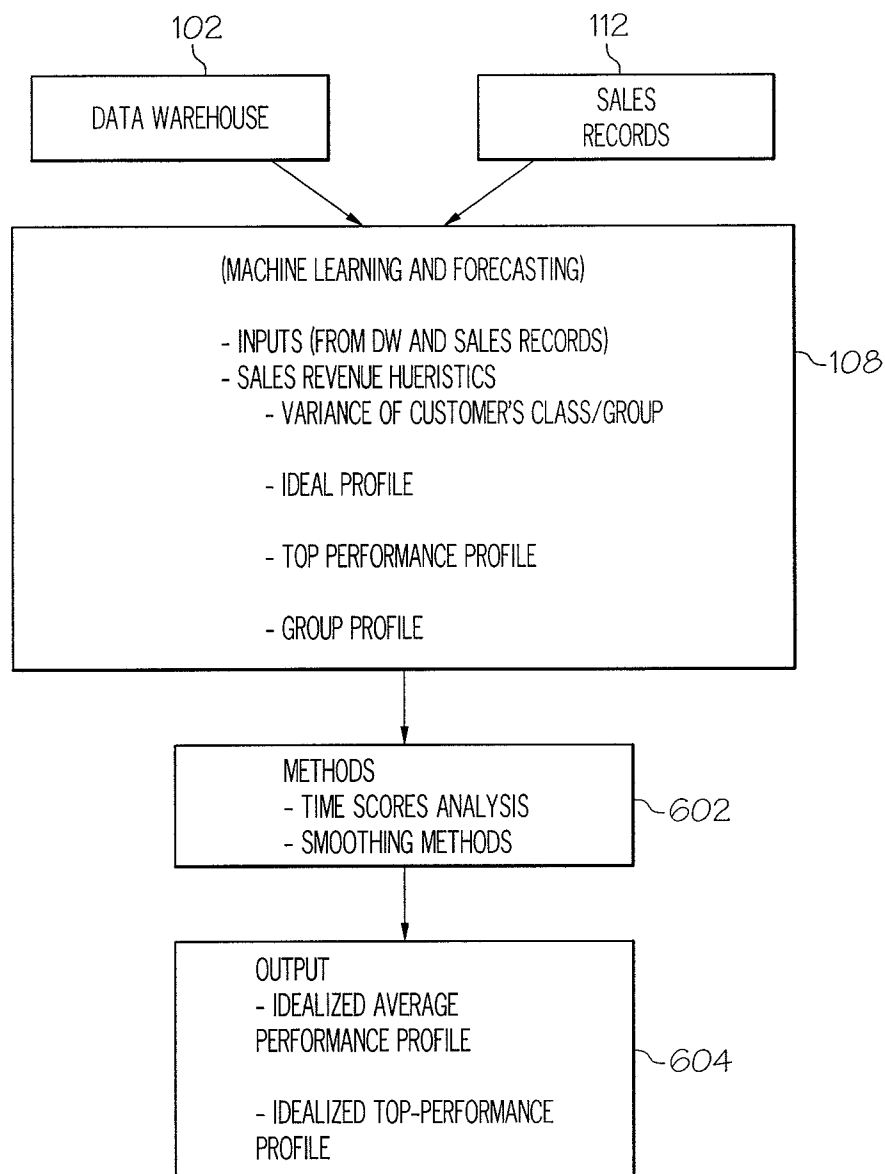 102
112
DATA WAREHOUSE
SALES
RECORDS
(MACHINE LEARNING AND FORECASTING)
- INPUTS (FROM DW AND SALES RECORDS)
- SALES REVENUE HUERISTICS
- VARIANCE OF CUSTOMER'S CLASS/GROUP
- IDEAL PROFILE
- TOP PERFORMANCE PROFILE
- GROUP PROFILE
108
METHODS
- TIME SCORES ANALYSIS
- SMOOTHING METHODS
602
OUTPUT
- IDEALIZED AVERAGE
PERFORMANCE PROFILE
- IDEALIZED TOP-PERFORMANCE
PROFILE
604